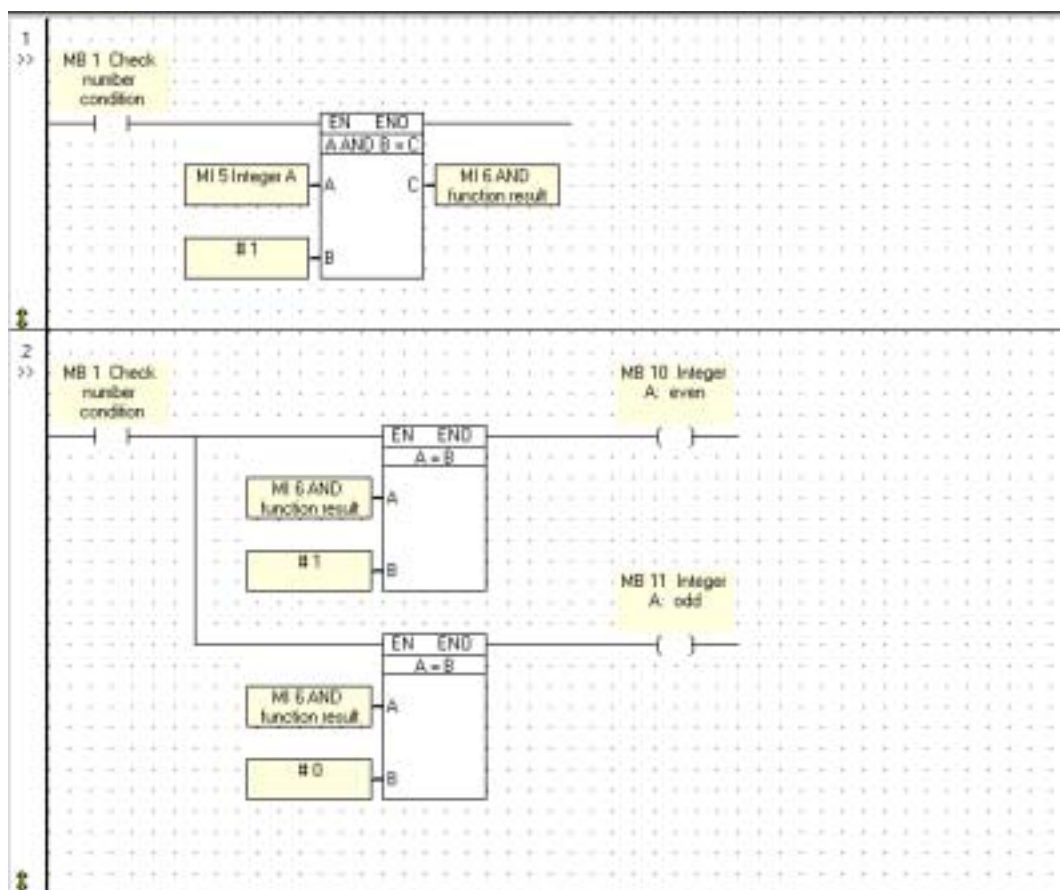 1
>>
MB 1 Check
number
condition
EN ENO
A AND B = C
MI 5 Integer A
A
C
MI 6 AND
function result
# 1
B
2
>>
MB 1 Check
number
condition
MB 10 Integer
A: even
EN ENO
A = B
MI 6 AND
function result
A
# 1
B
MB 11 Integer
A: odd
EN ENO
A = B
MI 6 AND
function result
A
# 0
B